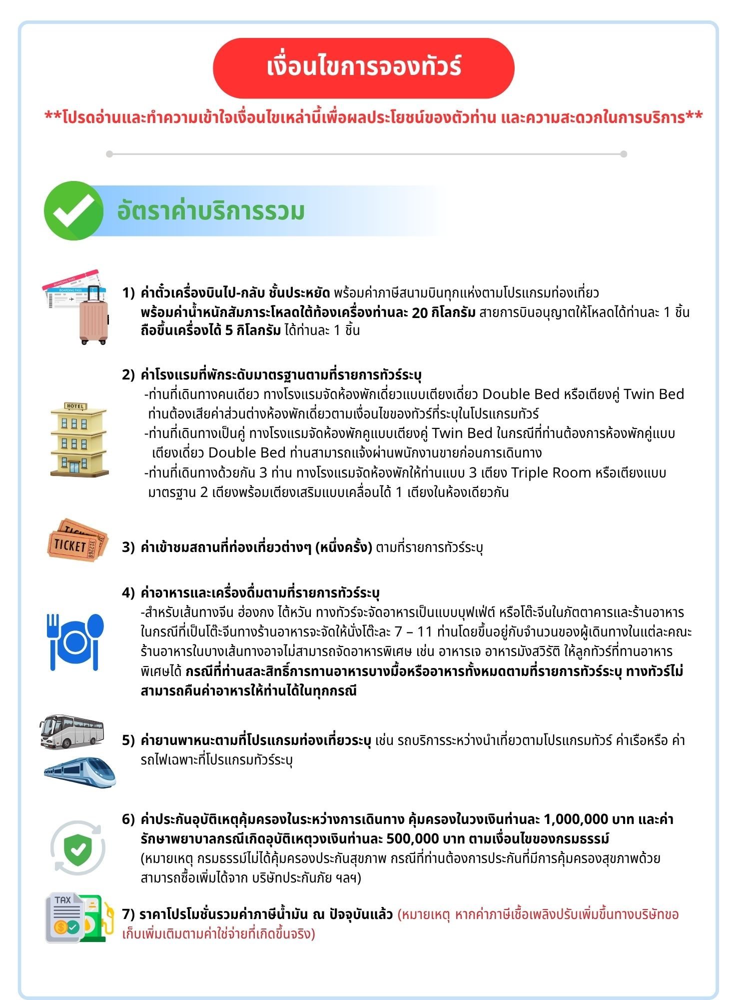 เงื่อนไขการจองทัวร์
**โปรดอ่านและทำความเข้าใจเงื่อนไขเหล่านี้เพื่อผลประโยชน์ของตัวท่าน และความสะดวกในการบริการ**
อัตราค่าบริการรวม
BOARDING PASS
BOARDING PASS
1) ค่าตั๋วเครื่องบินไป-กลับ ชั้นประหยัด พร้อมค่าภาษีสนามบินทุกแห่งตามโปรแกรมท่องเที่ยว
พร้อมค่าน้ำหนักสัมภาระโหลดใต้ท้องเครื่องท่านละ 20 กิโลกรัม สายการบินอนุญาตให้โหลดได้ท่านละ 1 ชิ้น
ถือขึ้นเครื่องได้ 5 กิโลกรัม ได้ท่านละ 1 ชิ้น
2) ค่าโรงแรมที่พักระดับมาตรฐานตามที่รายการทัวร์ระบุ
-ท่านที่เดินทางคนเดียว ทางโรงแรมจัดห้องพักเดี่ยวแบบเตียงเดี่ยว Double Bed หรือเตียงคู่ Twin Bed
ท่านต้องเสียค่าส่วนต่างห้องพักเดี่ยวตามเงื่อนไขของทัวร์ที่ระบุในโปรแกรมทัวร์
HOTEL
-ท่านที่เดินทางเป็นคู่ ทางโรงแรมจัดห้องพักคูแบบเตียงคู่ Twin Bed ในกรณีที่ท่านต้องการห้องพักคู่แบบ
เตียงเดี่ยว Double Bed ท่านสามารถแจ้งผ่านพนักงานขายก่อนการเดินทาง
-ท่านที่เดินทางด้วยกัน 3 ท่าน ทางโรงแรมจัดห้องพักให้ท่านแบบ 3 เตียง Triple Room หรือเตียงแบบ
มาตรฐาน 2 เตียงพร้อมเตียงเสริมแบบเคลื่อนได้ 1 เตียงในห้องเดียวกัน
TICKET 312268
3) ค่าเข้าชมสถานที่ท่องเที่ยวต่างๆ (หนึ่งครั้ง) ตามที่รายการทัวร์ระบุ
4) ค่าอาหารและเครื่องดื่มตามที่รายการทัวร์ระบุ
-สำหรับเส้นทางจีน ฮ่องกง ไต้หวัน ทางทัวร์จะจัดอาหารเป็นแบบบุฟเฟ่ต์ หรือโต๊ะจีนในภัตตาคารและร้านอาหาร
ในกรณีที่เป็นโต๊ะจีนทางร้านอาหารจะจัดให้นั่งโต๊ะละ 7 – 11 ท่านโดยขึ้นอยู่กับจำนวนของผู้เดินทางในแต่ละคณะ
ร้านอาหารในบางเส้นทางอาจไม่สามารถจัดอาหารพิเศษ เช่น อาหารเจ อาหารมังสวิรัติ ให้ลูกทัวร์ที่ทานอาหาร
พิเศษได้ กรณีที่ท่านสละสิทธิ์การทานอาหารบางมื้อหรืออาหารทั้งหมดตามที่รายการทัวร์ระบุ ทางทัวร์ไม่
สามารถคืนค่าอาหารให้ท่านได้ในทุกกรณี
5) ค่ายานพาหนะตามที่โปรแกรมท่องเที่ยวระบุ เช่น รถบริการระหว่างนำเที่ยวตามโปรแกรมทัวร์ ค่าเรือหรือ ค่า
รถไฟเฉพาะที่โปรแกรมทัวร์ระบุ
6) ค่าประกันอุบัติเหตุคุ้มครองในระหว่างการเดินทาง คุ้มครองในวงเงินท่านละ 1,000,000 บาท และค่า
รักษาพยาบาลกรณีเกิดอุบัติเหตุวงเงินท่านละ 500,000 บาท ตามเงื่อนไขของกรมธรรม์
(หมายเหตุ กรมธรรม์ไม่ได้คุ้มครองประกันสุขภาพ กรณีที่ท่านต้องการประกันที่มีการคุ้มครองสุขภาพด้วย
สามารถซื้อเพิ่มได้จาก บริษัทประกันภัย ฯลฯ)
TAX
7) ราคาโปรโมชั่นรวมค่าภาษีน้ำมัน ณ ปัจจุบันแล้ว (หมายเหตุ หากค่าภาษีเชื้อเพลิงปรับเพิ่มขึ้นทางบริษัทขอ
เก็บเพิ่มเติมตามค่าใช่จ่ายที่เกิดขึ้นจริง)